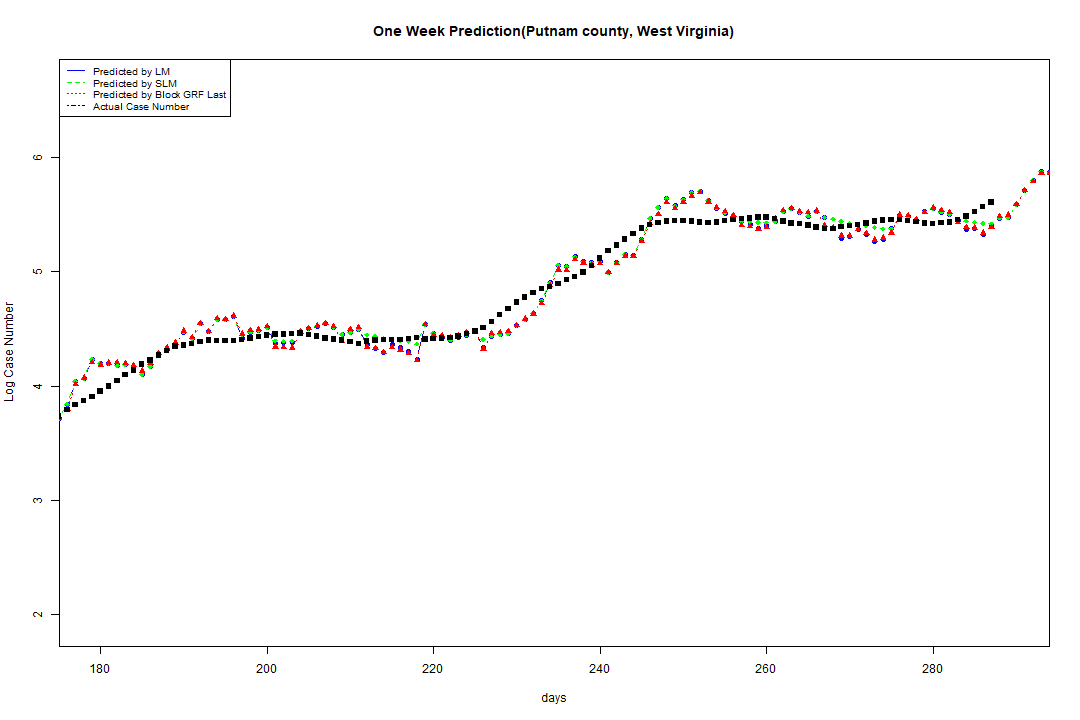 One Week Prediction(Putnam county, West Virginia)
Predicted by LM
Predicted by SLM
Predicted by Block GRF Last
Actual Case Number
6
5
4
3
2
Log Case Number
180 200 220 240 260 280
days